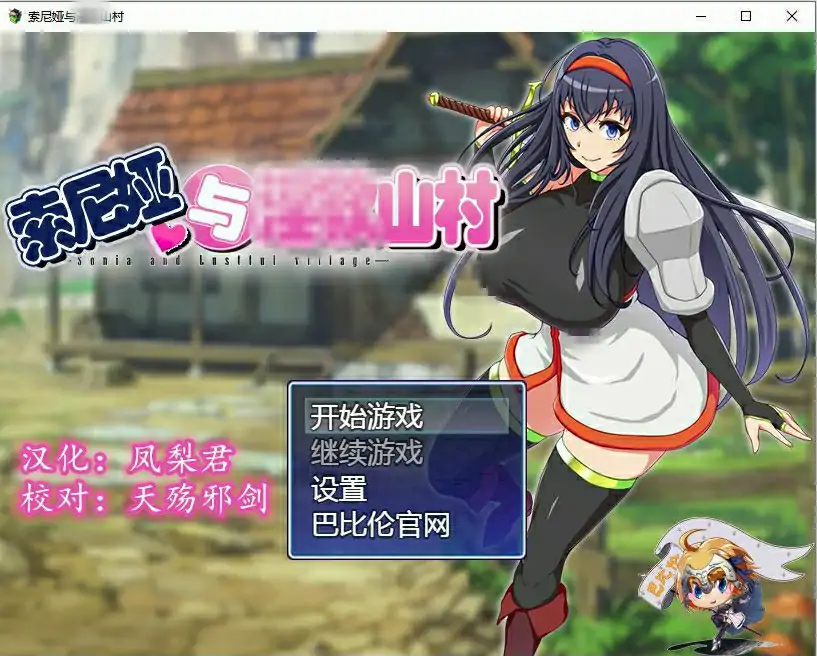 索尼娅与 山村
索尼娅与 山村
-Sonia and Lustful village-
开始游戏
继续游戏
设置
巴比伦官网
汉化：凤梨君
校对：天殇邪剑